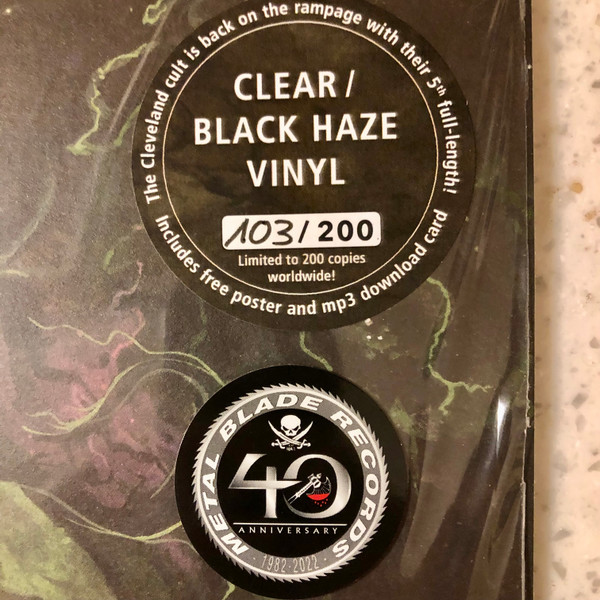 The Cleveland cult is back on the rampage with their 5th full-length!
CLEAR /
BLACK HAZE
VINYL
103/200
Limited to 200 copies
worldwide!
Includes free poster and mp3 download card
METAL BLADE RECORDS
40
ANNIVERSARY
· 1982-2022 ·